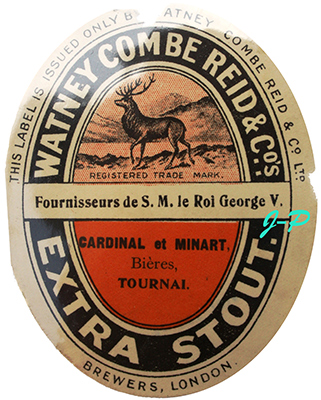 THIS LABEL IS ISSUED ONLY B WATNEY COMBE REID & Co. LTD
WATNEY COMBE REID & Co's
REGISTERED TRADE MARK.
Fournisseurs de S. M. le Roi George V.
J-P
CARDINAL et MINART,
Bières,
TOURNAI.
EXTRA STOUT.
BREWERS, LONDON.